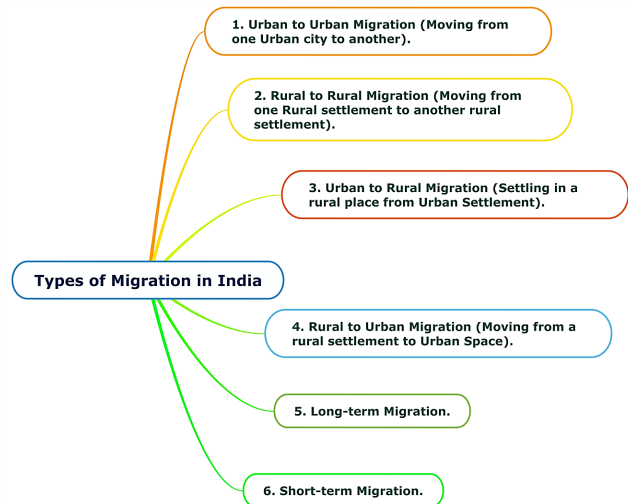 1. Urban to Urban Migration (Moving from
one Urban city to another).
2. Rural to Rural Migration (Moving from
one Rural settlement to another rural
settlement).
3. Urban to Rural Migration (Settling in a
rural place from Urban Settlement).
Types of Migration in India
4. Rural to Urban Migration (Moving from a
rural settlement to Urban Space).
5. Long-term Migration.
6. Short-term Migration.